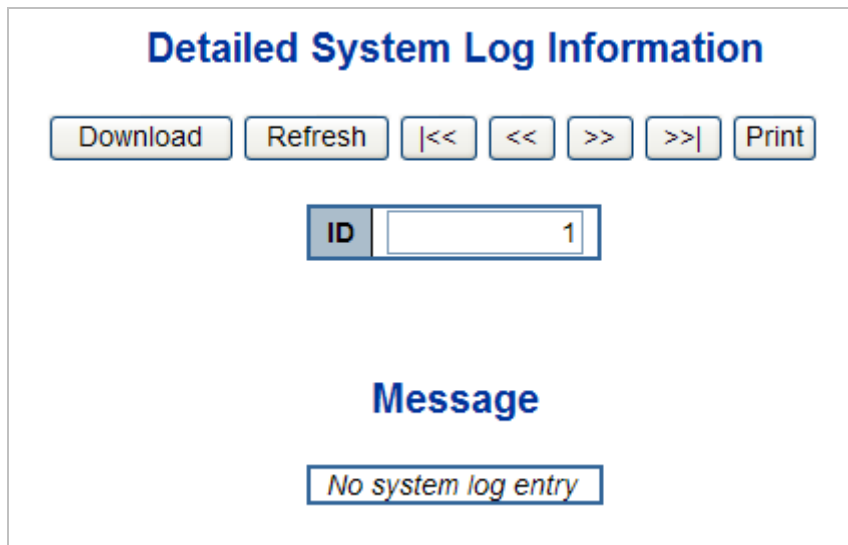 Detailed System Log Information
Download Refresh |<< << >> >>| Print
ID 1
Message
No system log entry